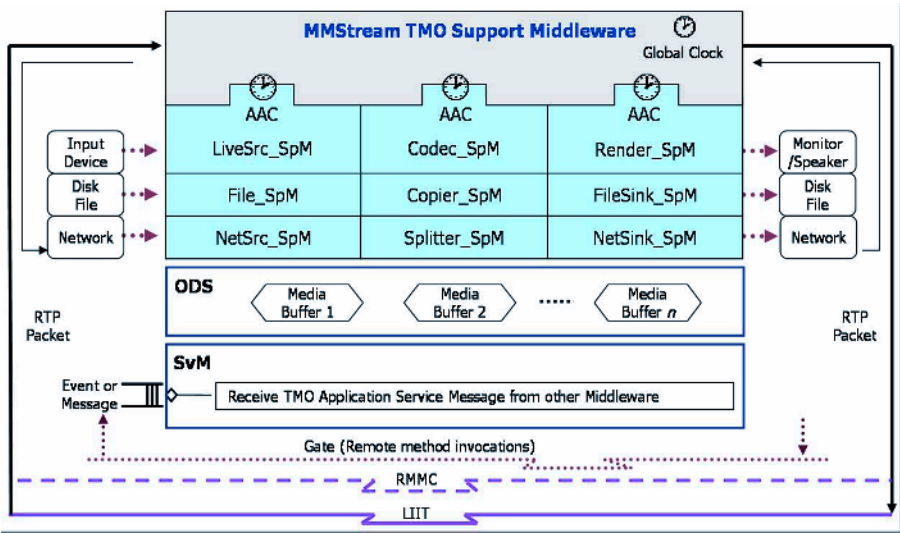 MMStream TMO Support Middleware
Global Clock
AAC AAC AAC
Input Device
LiveSrc_SpM Codec_SpM Render_SpM
Monitor /Speaker
Disk File
File_SpM Copier_SpM FileSink_SpM
Disk File
Network
NetSrc_SpM Splitter_SpM NetSink_SpM
Network
ODS
Media Buffer 1
Media Buffer 2
.....
Media Buffer n
RTP Packet
RTP Packet
SvM
Event or Message
Receive TMO Application Service Message from other Middleware
Gate (Remote method invocations)
RMMC
LIIT